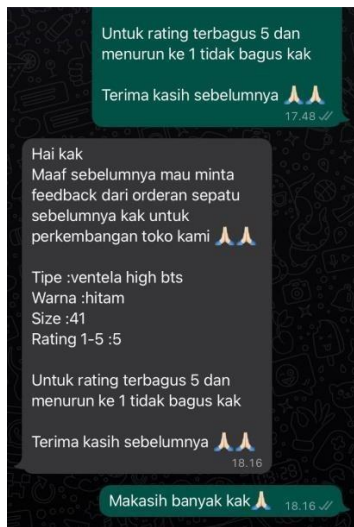 Untuk rating terbagus 5 dan
menurun ke 1 tidak bagus kak
Terima kasih sebelumnya 🙏🏻🙏🏻
17.48
Hai kak
Maaf sebelumnya mau minta
feedback dari orderan sepatu
sebelumnya kak untuk
perkembangan toko kami 🙏🏻🙏🏻
Tipe :ventela high bts
Warna :hitam
Size :41
Rating 1-5 :5
Untuk rating terbagus 5 dan
menurun ke 1 tidak bagus kak
Terima kasih sebelumnya 🙏🏻🙏🏻
18.16
Makasih banyak kak🙏🏻 18.16